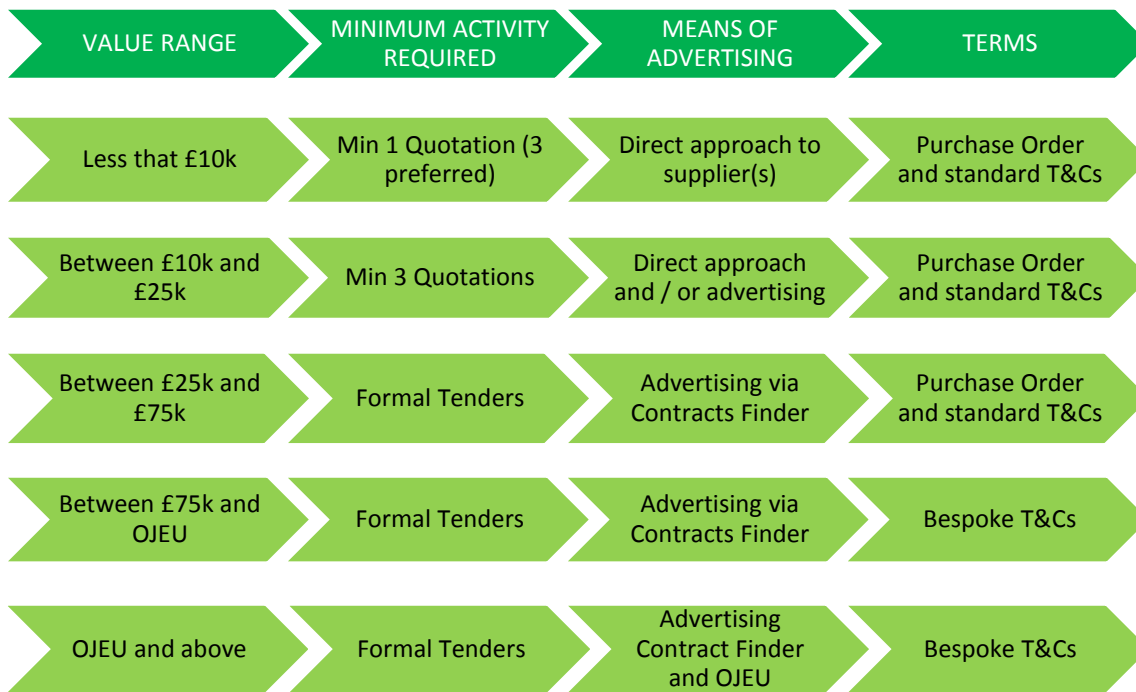 VALUE RANGE
MINIMUM ACTIVITY
REQUIRED
MEANS OF
ADVERTISING
TERMS
Less that £10k
Min 1 Quotation (3
preferred)
Direct approach to
supplier(s)
Purchase Order
and standard T&Cs
Between £10k and
£25k
Min 3 Quotations
Direct approach
and / or advertising
Purchase Order
and standard T&Cs
Between £25k and
£75k
Formal Tenders
Advertising via
Contracts Finder
Purchase Order
and standard T&Cs
Between £75k and
OJEU
Formal Tenders
Advertising via
Contracts Finder
Bespoke T&Cs
OJEU and above
Formal Tenders
Advertising
Contract Finder
and OJEU
Bespoke T&Cs